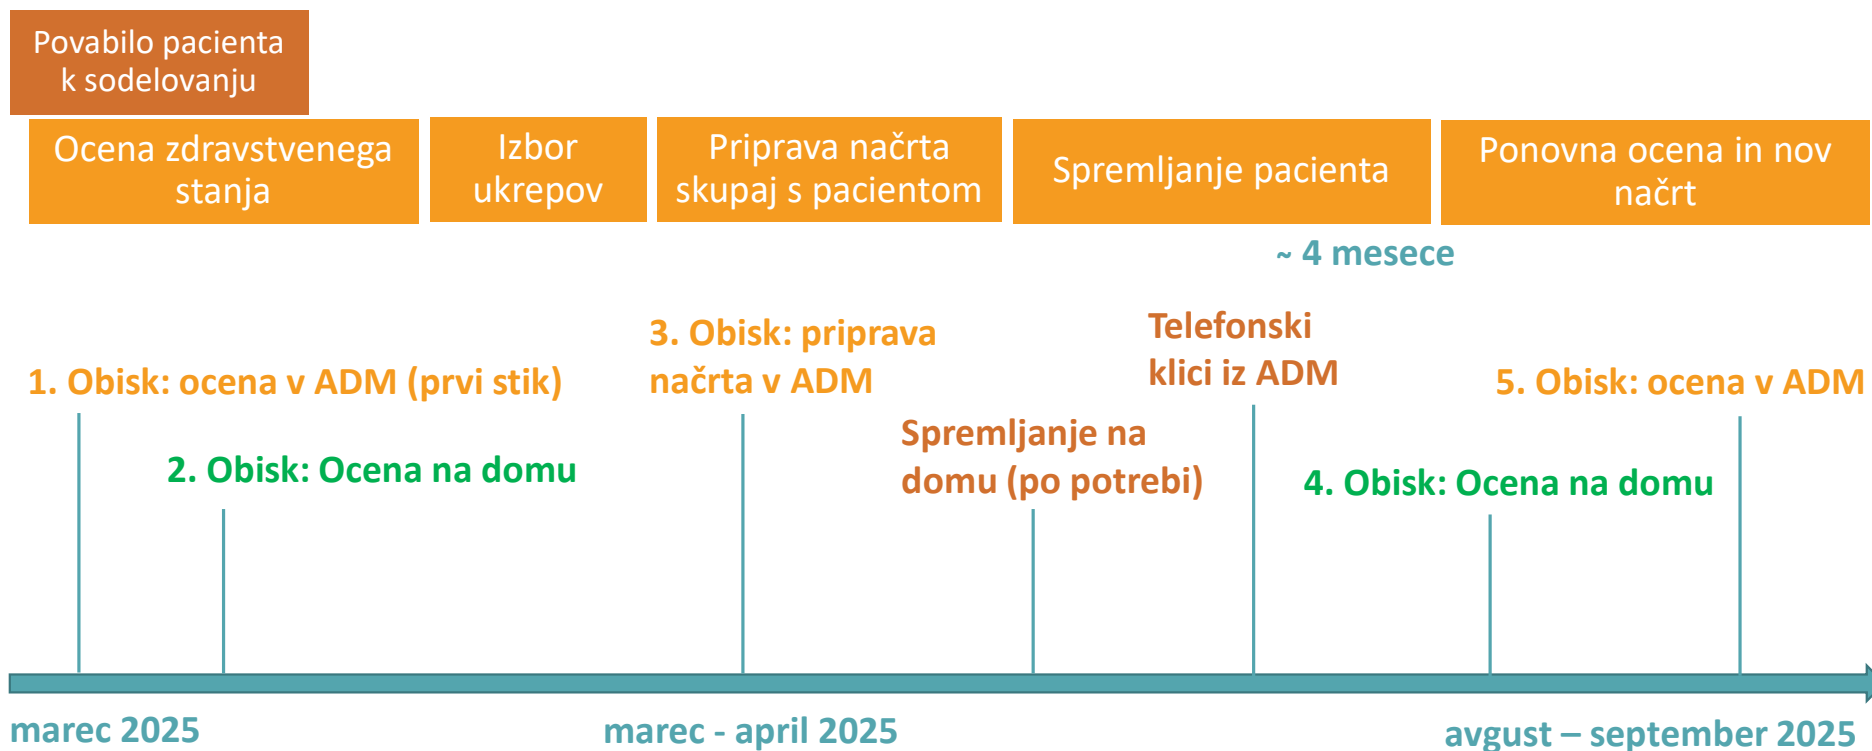 Povabilo pacienta
k sodelovanju
Ocena zdravstvenega
stanja
Izbor
ukrepov
Priprava načrta
skupaj s pacientom
Spremljanje pacienta
Ponovna ocena in nov
načrt
~ 4 mesece
1. Obisk: ocena v ADM (prvi stik)
2. Obisk: Ocena na domu
3. Obisk: priprava
načrta v ADM
Spremljanje na
domu (po potrebi)
Telefonski
klici iz ADM
4. Obisk: Ocena na domu
5. Obisk: ocena v ADM
marec 2025
marec - april 2025
avgust – september 2025